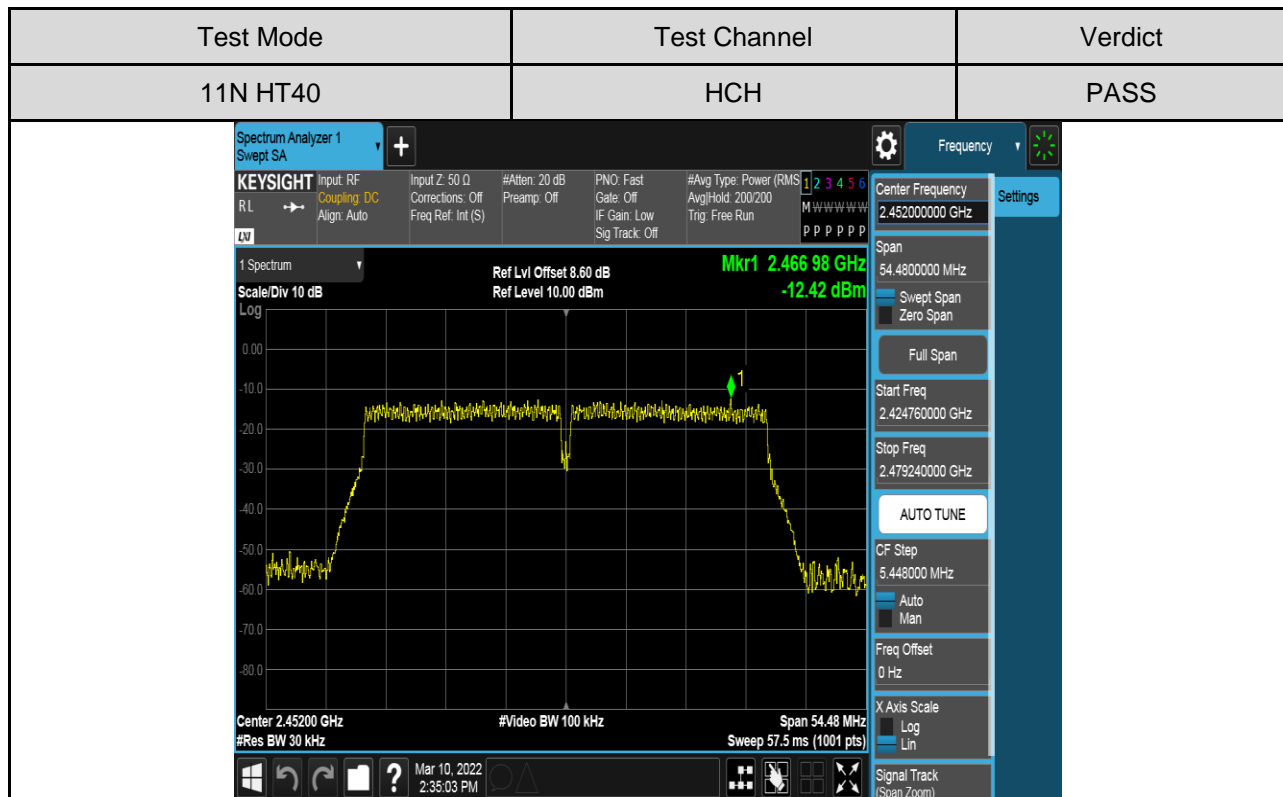 Test Mode Test Channel Verdict
11N HT40 HCH PASS
Spectrum Analyzer 1
Swept SA
+
Frequency
KEYSIGHT Input: RF Input Z: 50 Ω #Atten: 20 dB PNO: Fast #Avg Type: Power (RMS 1 2 3 4 5 6
RL Coupling: DC Corrections: Off Preamp: Off Gate: Off Avg|Hold: 200/200 M W W W W W
Align: Auto Freq Ref: Int (S) IF Gain: Low Trig: Free Run
LXI Sig Track: Off P P P P P P
1 Spectrum Ref Lvl Offset 8.60 dB Mkr1 2.466 98 GHz
Scale/Div 10 dB Ref Level 10.00 dBm -12.42 dBm
Log
0.00
1
-10.0
-20.0
-30.0
-40.0
-50.0
-60.0
-70.0
-80.0
Center 2.45200 GHz #Video BW 100 kHz Span 54.48 MHz
#Res BW 30 kHz Sweep 57.5 ms (1001 pts)
?
Mar 10, 2022
2:35:03 PM
Center Frequency
2.452000000 GHz
Settings
Span
54.4800000 MHz
Swept Span
Zero Span
Full Span
Start Freq
2.424760000 GHz
Stop Freq
2.479240000 GHz
AUTO TUNE
CF Step
5.448000 MHz
Auto
Man
Freq Offset
0 Hz
X Axis Scale
Log
Lin
Signal Track
(Span Zoom)